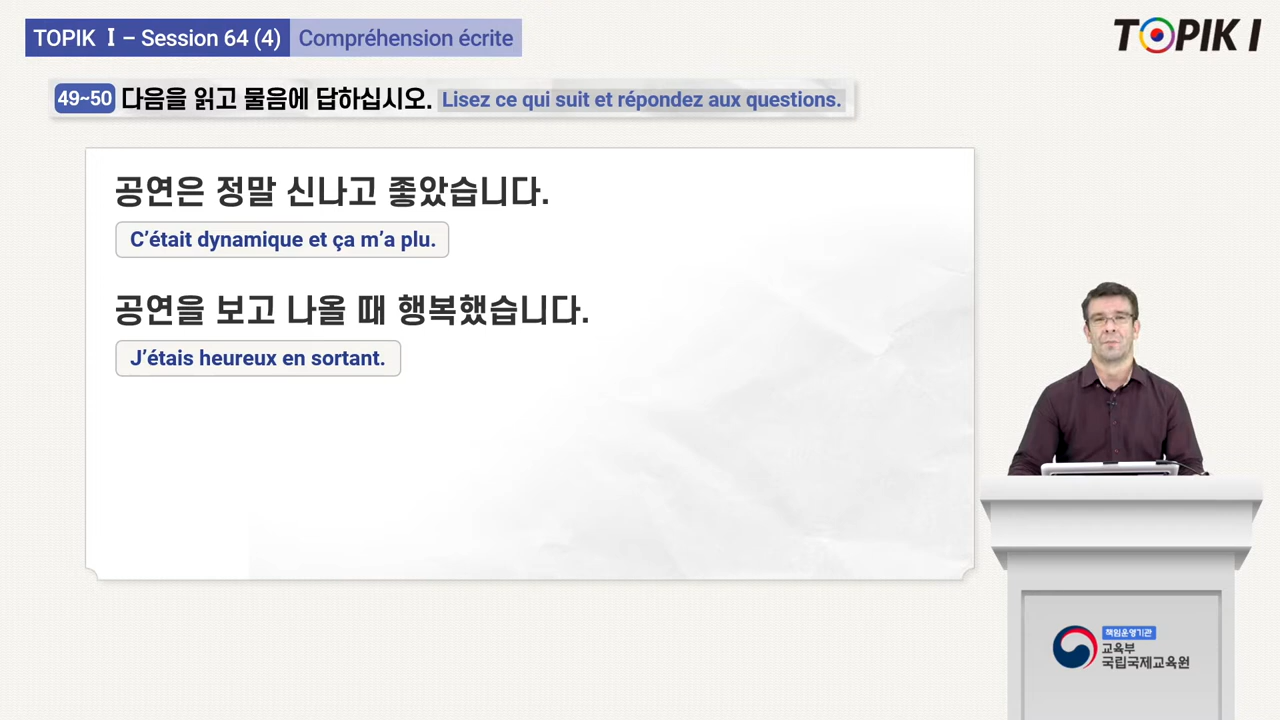 TOPIK Ⅰ – Session 64 (4) Compréhension écrite
TOPIK I
49~50 다음을 읽고 물음에 답하십시오. Lisez ce qui suit et répondez aux questions.
공연은 정말 신나고 좋았습니다.
C’était dynamique et ça m’a plu.
공연을 보고 나올 때 행복했습니다.
J’étais heureux en sortant.
책임운영기관
교육부
국립국제교육원